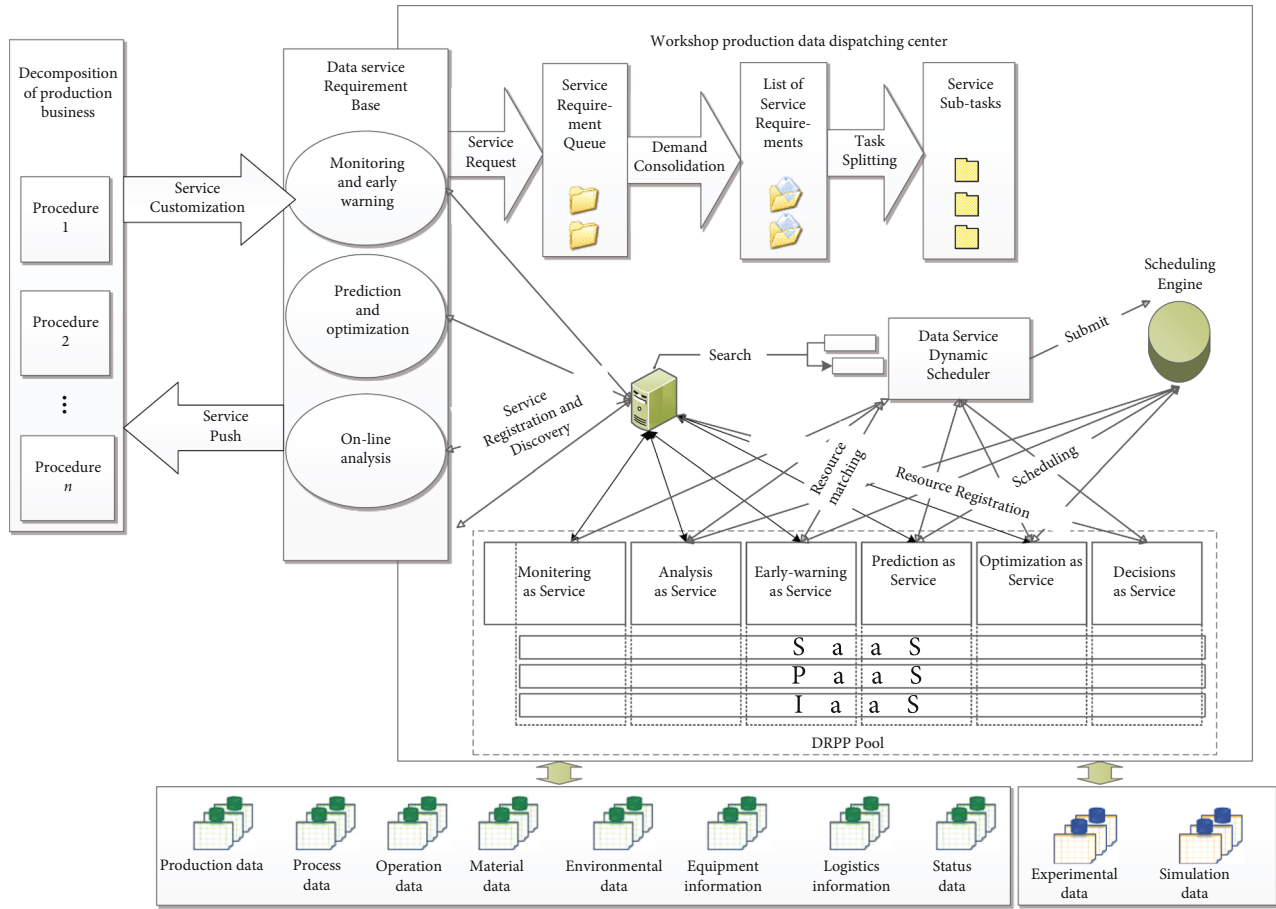 Workshop production data dispatching center
Decomposition
of production
business
Procedure
1
Procedure
2
...
Procedure
n
Service
Customization
Service
Push
Data service
Requirement
Base
Monitoring
and early
warning
Prediction
and
optimization
On-line
analysis
Service
Request
Service
Require-
ment
Queue
Demand
Consolidation
List of
Service
Require-
ments
Task
Splitting
Service
Sub-tasks
Scheduling
Engine
Submit
Data Service
Dynamic
Scheduler
Search
Service
Registration and
Discovery
Resource
matching
Resource Registration
Scheduling
Monitering
as Service
Analysis
as Service
Early-warning
as Service
Prediction as
Service
Optimization as
Service
Decisions
as Service
S a a S
P a a S
I a a S
DRPP Pool
Production data
Process
data
Operation
data
Material
data
Environmental
data
Equipment
information
Logistics
information
Status
data
Experimental
data
Simulation
data